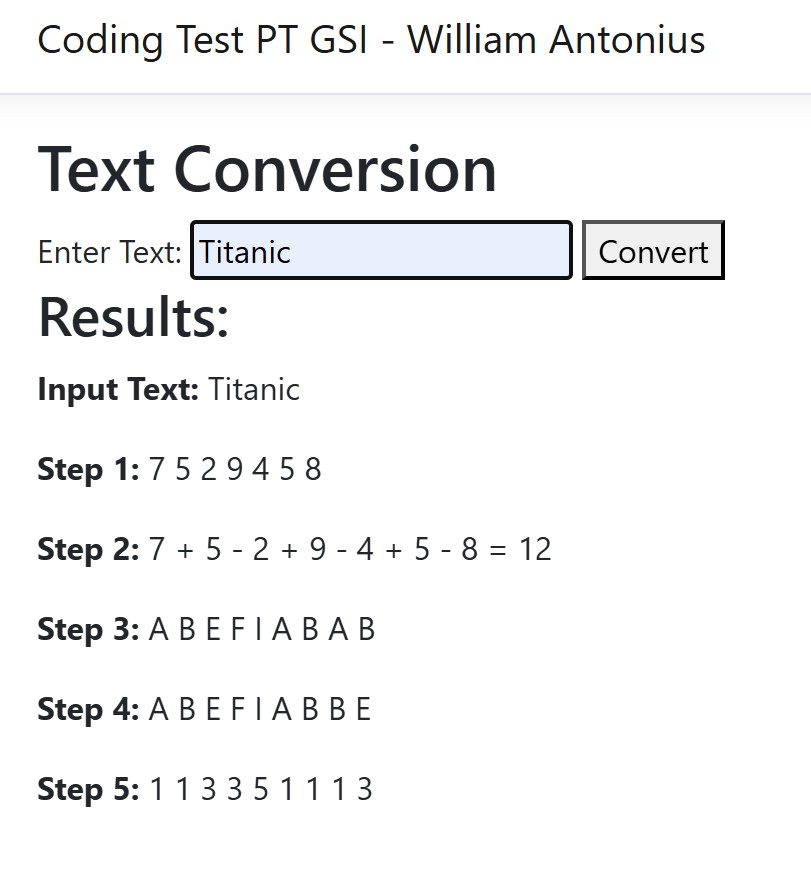 Coding Test PT GSI - William Antonius
Text Conversion
Enter Text: Titanic Convert
Results:
Input Text: Titanic
Step 1: 7 5 2 9 4 5 8
Step 2: 7 + 5 - 2 + 9 - 4 + 5 - 8 = 12
Step 3: A B E F I A B A B
Step 4: A B E F I A B B E
Step 5: 1 1 3 3 5 1 1 1 3